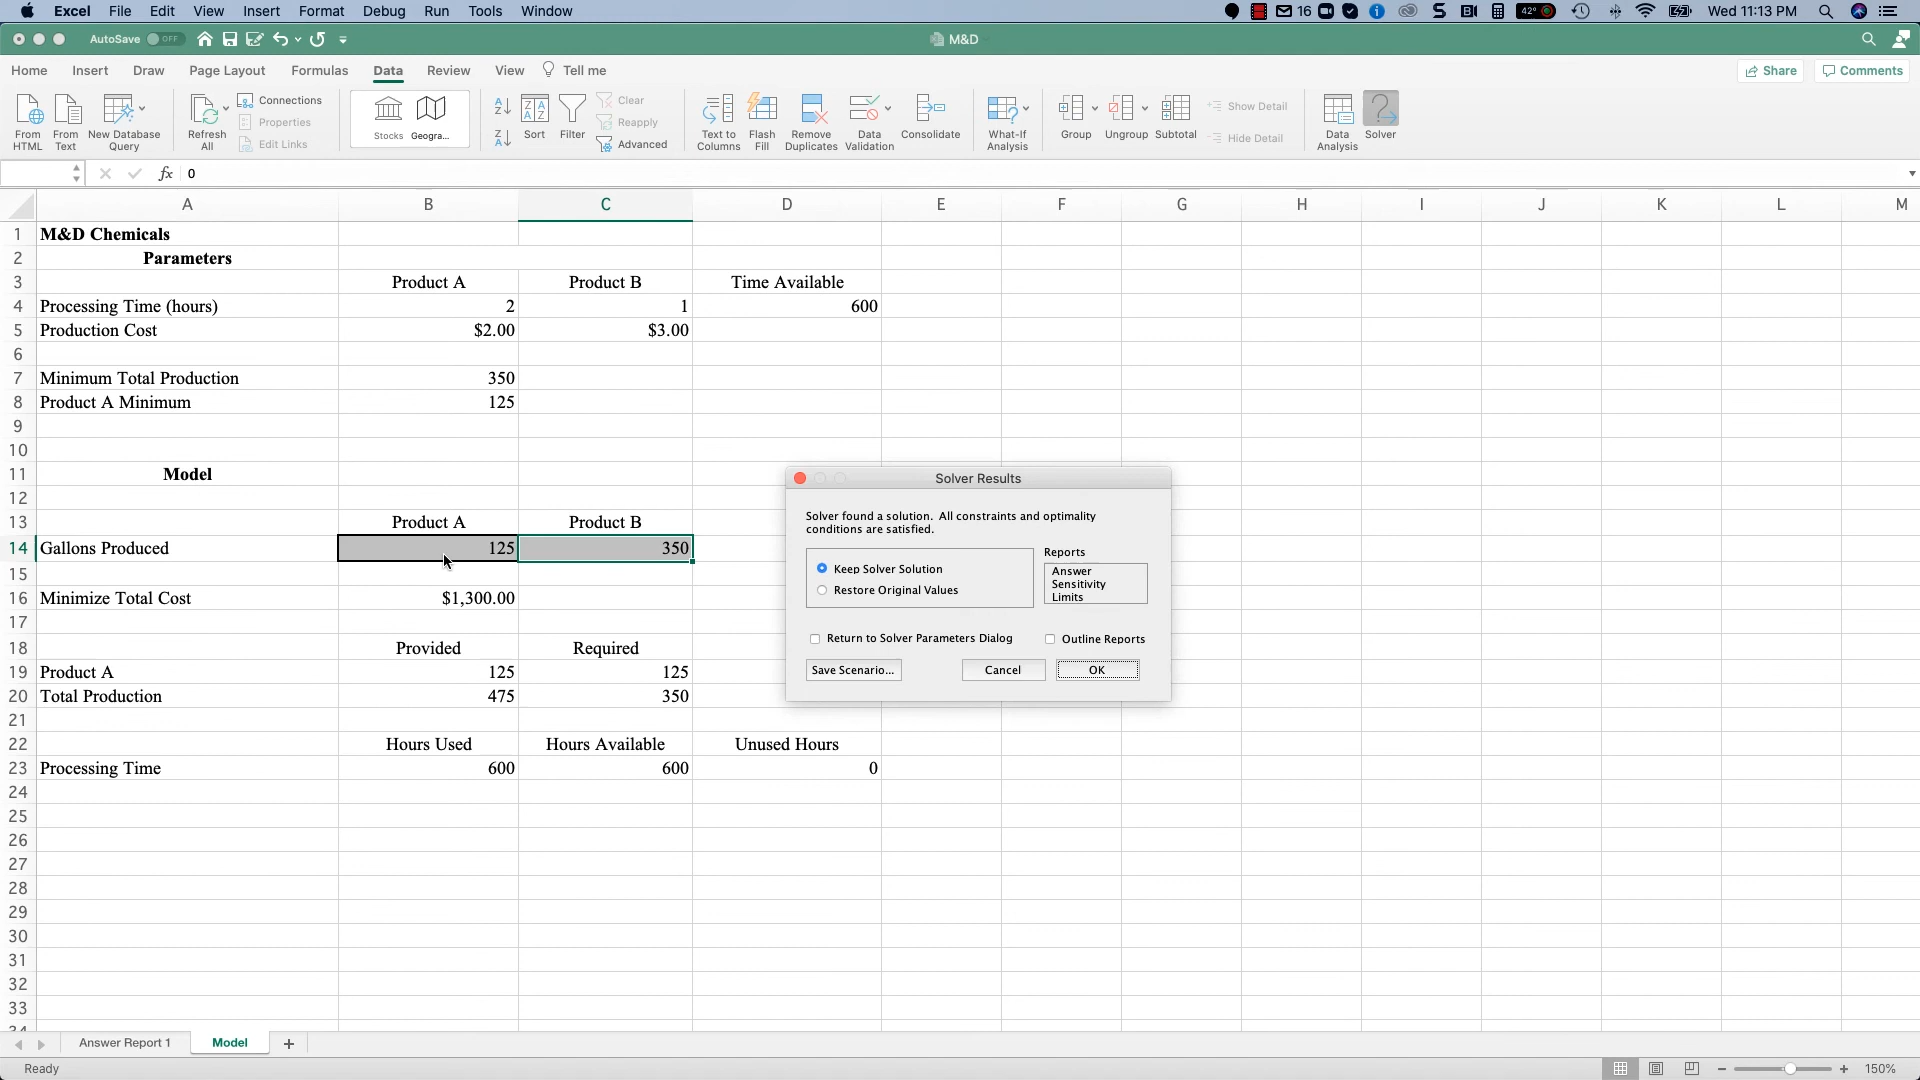 Excel File Edit View Insert Format Debug Run Tools Window 16 42° Wed 11:13 PM
AutoSave OFF M&D
Home Insert Draw Page Layout Formulas Data Review View Tell me Share Comments
From HTML
From Text
New Database Query
Refresh All
Connections
Properties
Edit Links
Stocks Geogra...
Sort
Filter
Clear
Reapply
Advanced
Text to Columns
Flash Fill
Remove Duplicates
Data Validation
Consolidate
What-If Analysis
Group
Ungroup
Subtotal
Show Detail
Hide Detail
Data Analysis
Solver
fx 0
A B C D E F G H I J K L M
1 M&D Chemicals
2 Parameters
3 Product A Product B Time Available
4 Processing Time (hours) 2 1 600
5 Production Cost $2.00 $3.00
6
7 Minimum Total Production 350
8 Product A Minimum 125
9
10
11 Model
12
13 Product A Product B
14 Gallons Produced 125 350
15
16 Minimize Total Cost $1,300.00
17
18 Provided Required
19 Product A 125 125
20 Total Production 475 350
21
22 Hours Used Hours Available Unused Hours
23 Processing Time 600 600 0
24
25
26
27
28
29
30
31
32
33
34
Solver Results
Solver found a solution. All constraints and optimality
conditions are satisfied.
Keep Solver Solution
Restore Original Values
Reports
Answer
Sensitivity
Limits
Return to Solver Parameters Dialog Outline Reports
Save Scenario... Cancel OK
Answer Report 1 Model +
Ready 150%